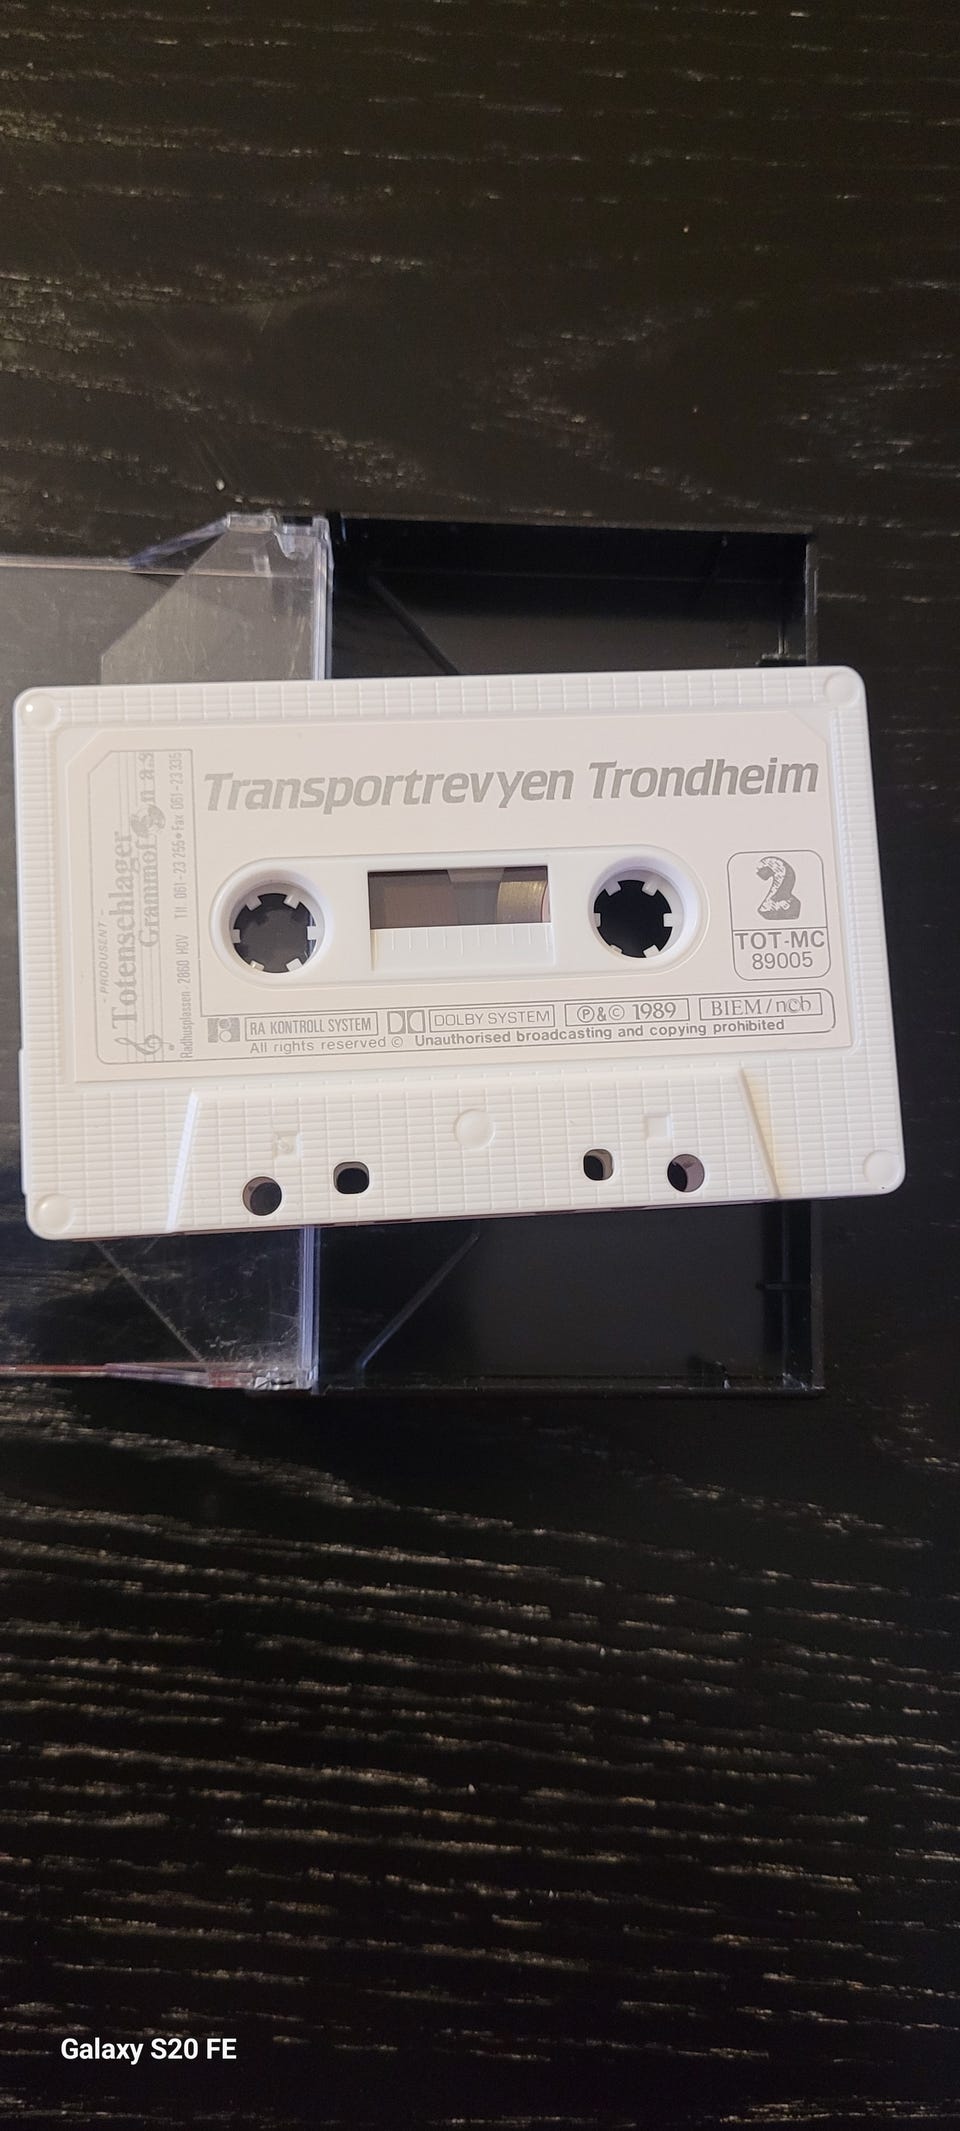 Transportrevyen Trondheim
- PRODUSENT -
Totenschlager
Grammofon a.s
Rådhusplassen - 2860 HOV Tlf. 061-23 255 • Fax 061-23 335
2
TOT-MC
89005
RA KONTROLL SYSTEM
DOLBY SYSTEM
Ⓟ&© 1989
BIEM/ncb
All rights reserved © Unauthorised broadcasting and copying prohibited
Galaxy S20 FE